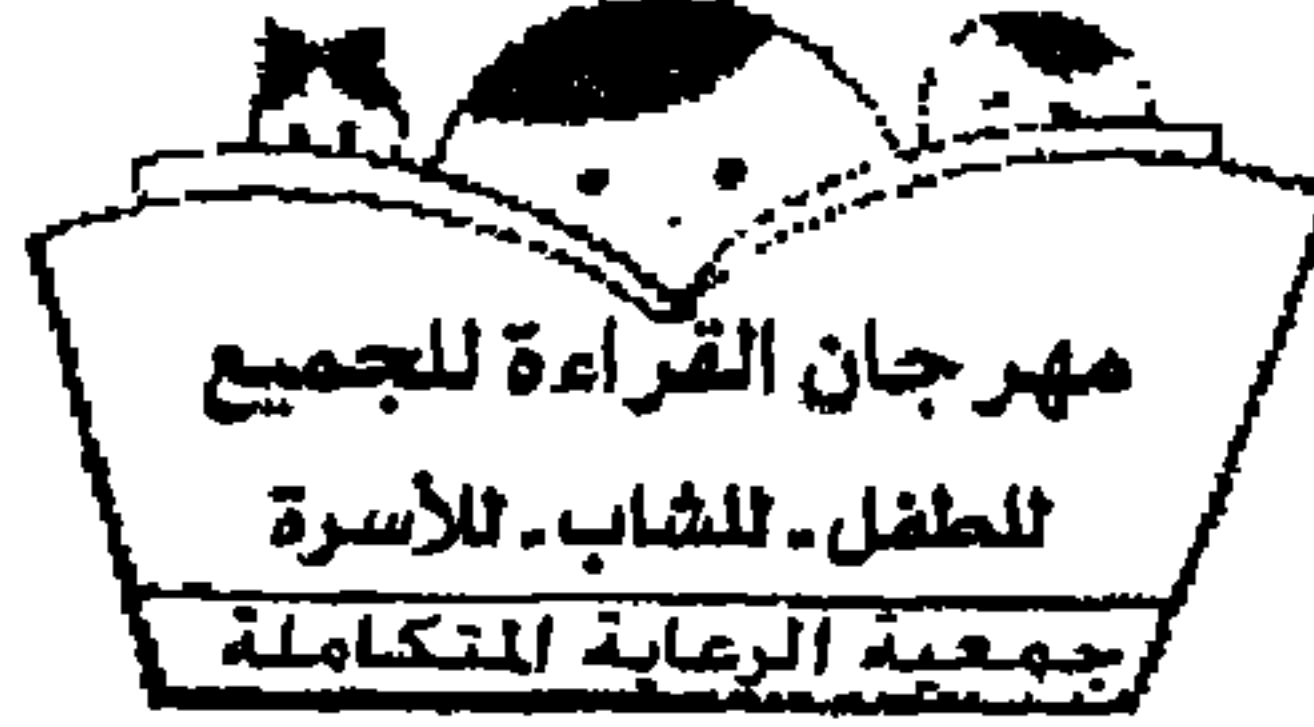 مهرجان القراءة للجميع
للطفل - للشاب - للأسرة
جمعية الرعاية المتكاملة